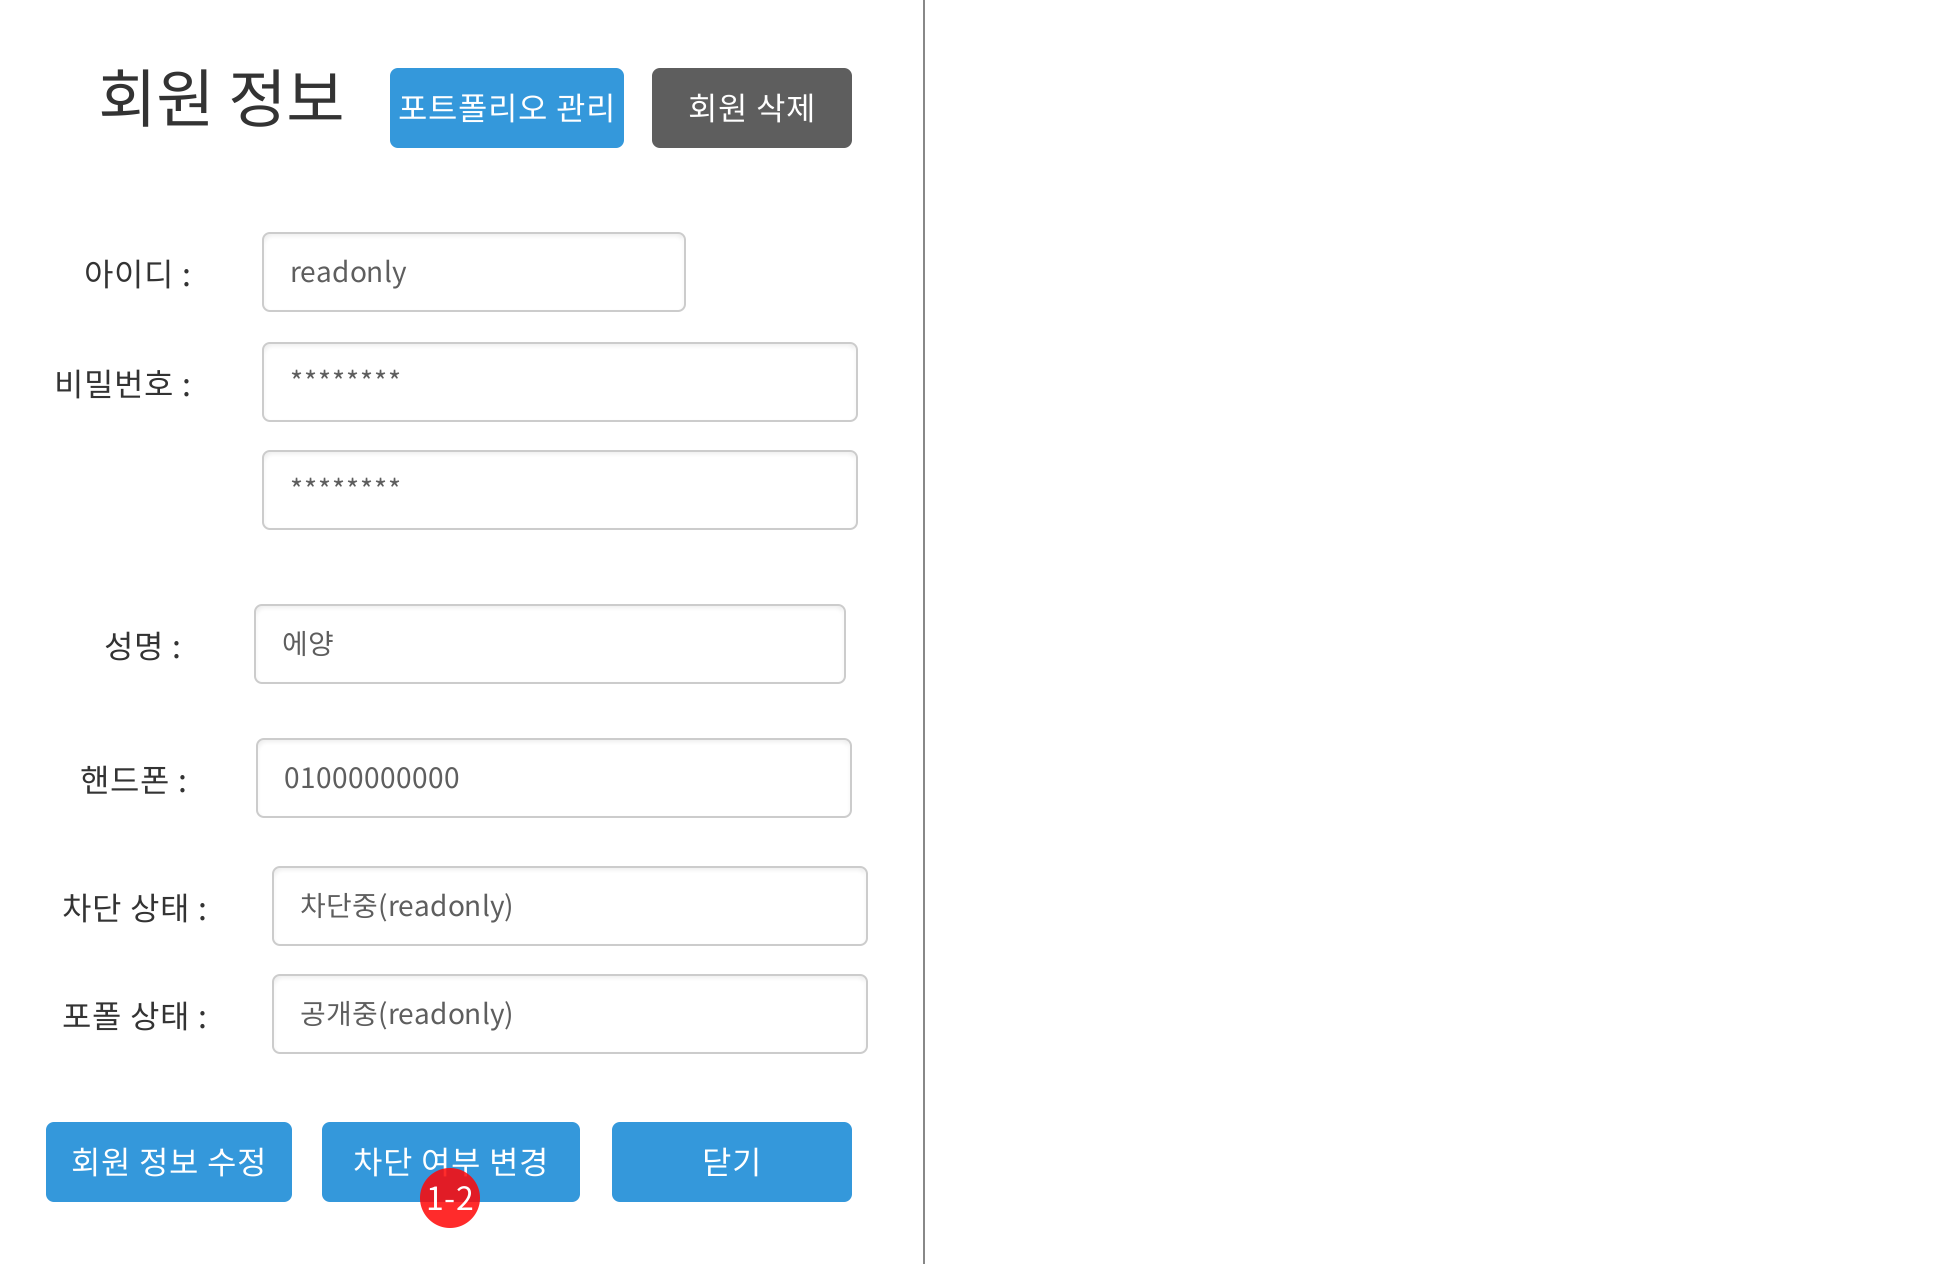 회원 정보
포트폴리오 관리
회원 삭제
아이디 :
readonly
비밀번호 :
********
********
성명 :
에양
핸드폰 :
01000000000
차단 상태 :
차단중(readonly)
포폴 상태 :
공개중(readonly)
회원 정보 수정
차단 여부 변경
닫기
1-2